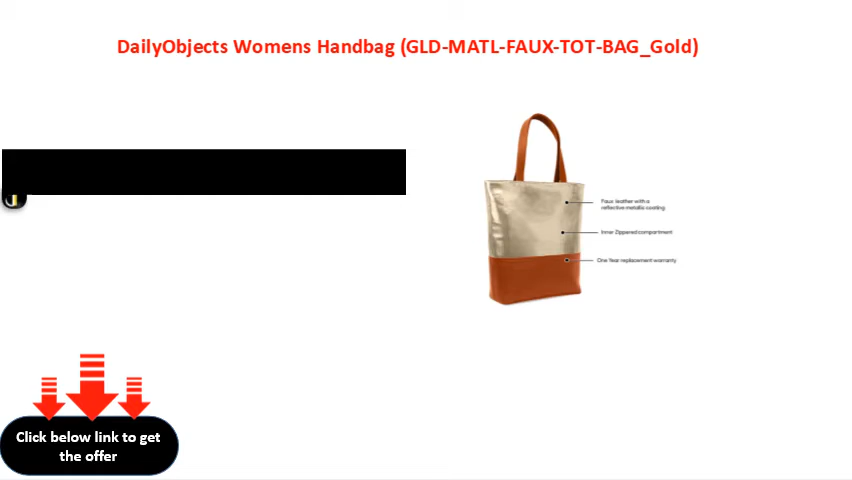 DailyObjects Womens Handbag (GLD-MATL-FAUX-TOT-BAG_Gold)
Faux leather with a
reflective metallic coating
Inner Zippered compartment
One Year replacement warranty
Click below link to get
the offer